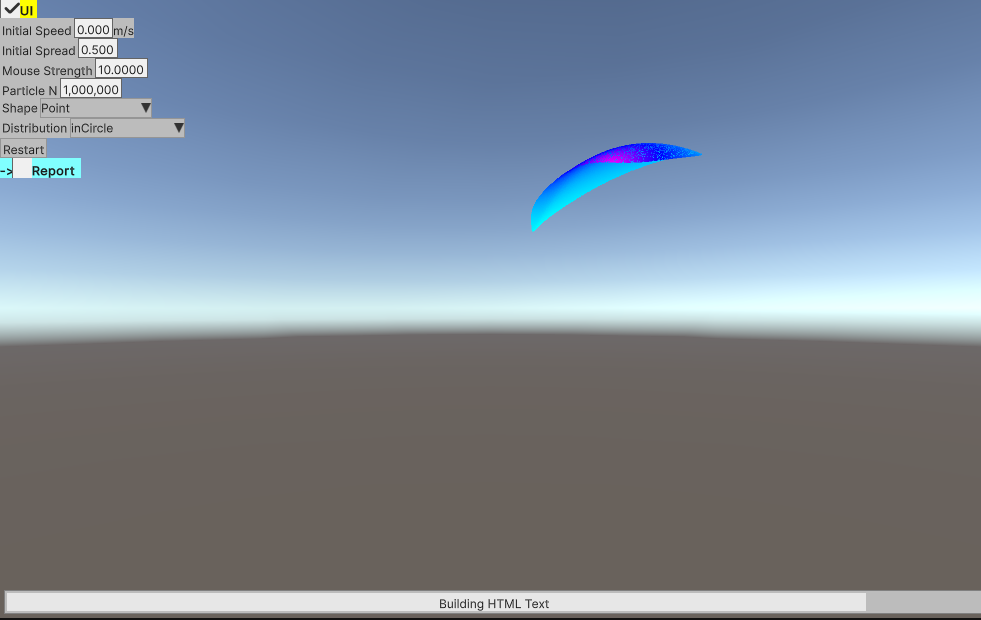 UI
Initial Speed 0.000 m/s
Initial Spread 0.500
Mouse Strength 10.0000
Particle N 1,000,000
Shape Point
Distribution inCircle
Restart
-> Report
Building HTML Text